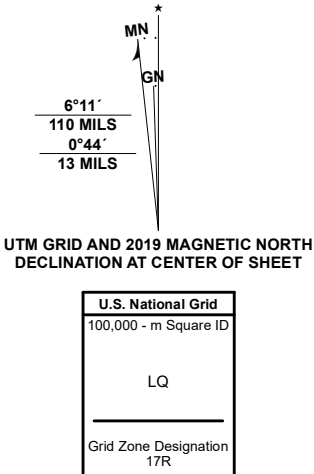 ★
MN
GN
6°11´
110 MILS
0°44´
13 MILS
UTM GRID AND 2019 MAGNETIC NORTH
DECLINATION AT CENTER OF SHEET
U.S. National Grid
100,000 - m Square ID
LQ
Grid Zone Designation
17R